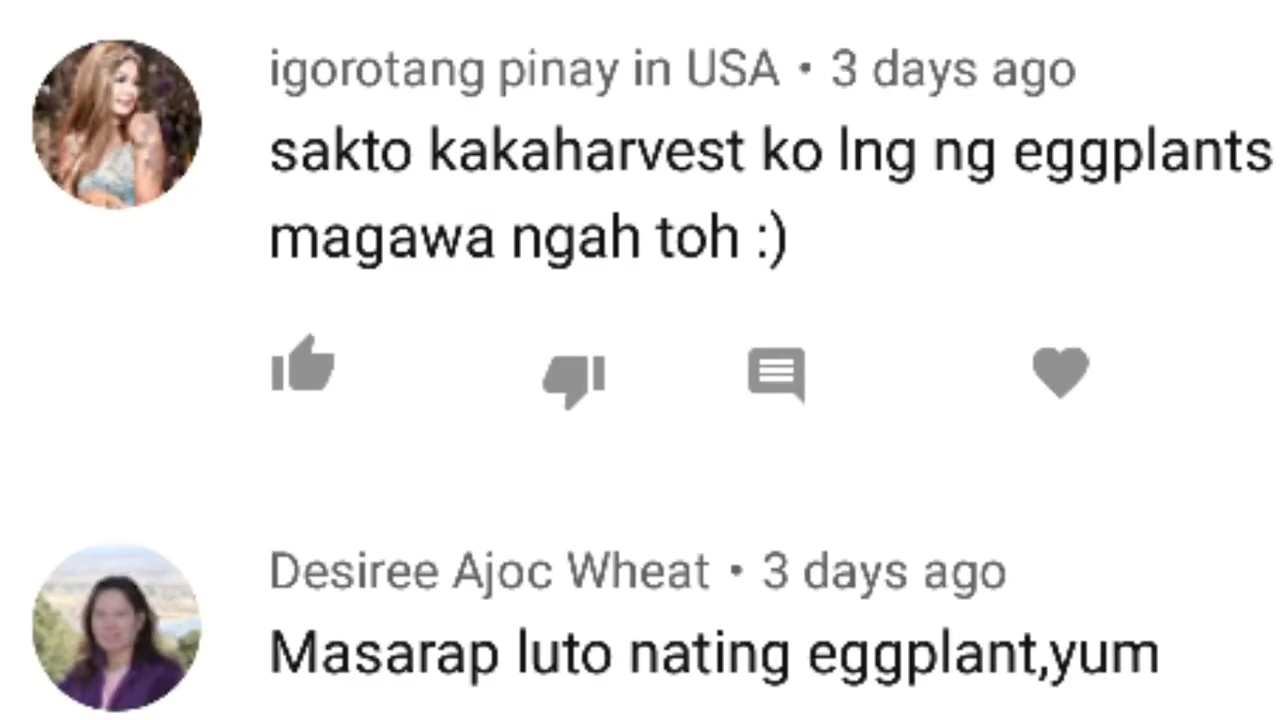 igorotang pinay in USA • 3 days ago
sakto kakaharvest ko lng ng eggplants
magawa ngah toh :)
Desiree Ajoc Wheat • 3 days ago
Masarap luto nating eggplant,yum